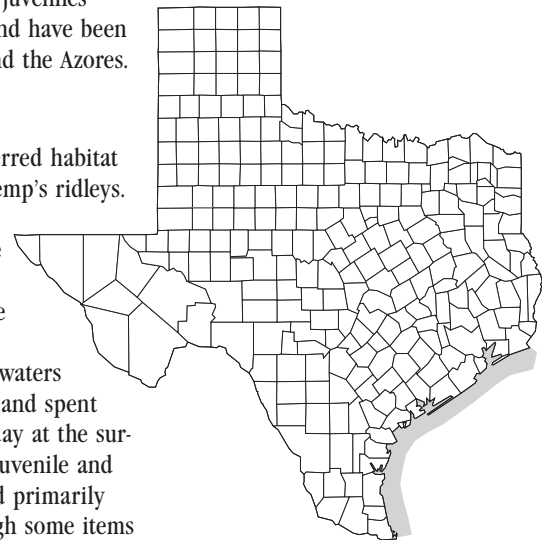 juveniles
nd have been
nd the Azores.
erred habitat
emp's ridleys.
e
e
waters
and spent
ay at the sur-
uvenile and
d primarily
gh some items